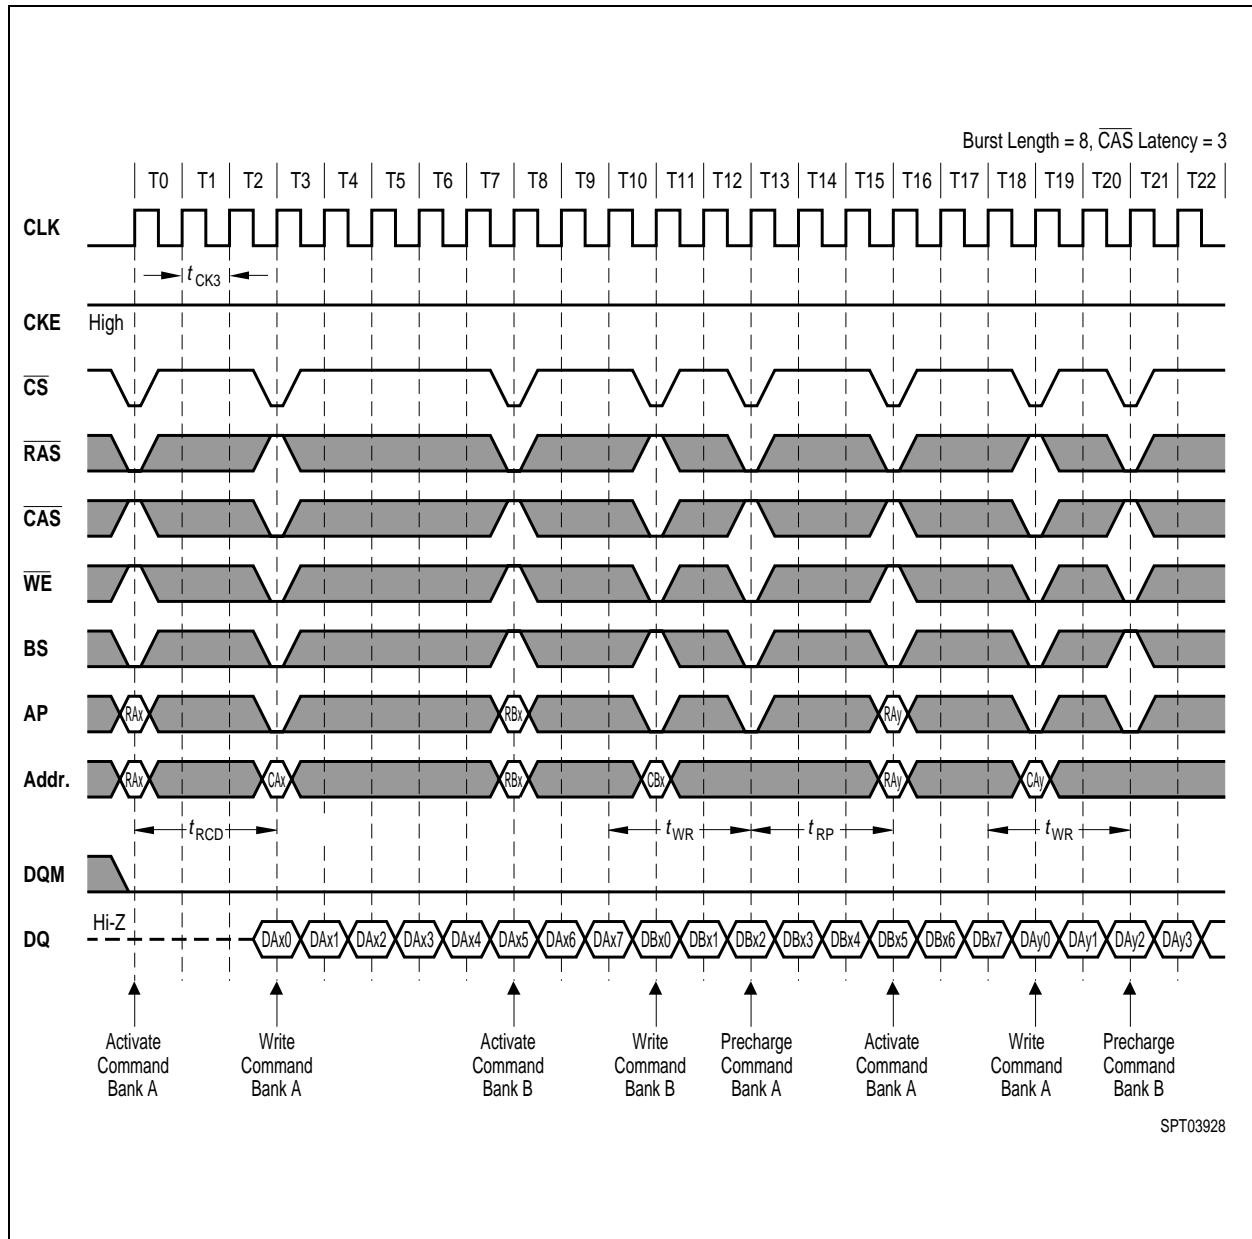 Burst Length = 8, CAS Latency = 3
T0 T1 T2 T3 T4 T5 T6 T7 T8 T9 T10 T11 T12 T13 T14 T15 T16 T17 T18 T19 T20 T21 T22
CLK
t CK3
CKE High
CS
RAS
CAS
WE
BS
AP RAx RBx RAy
Addr. RAx CAx RBx CBx RAy CAy
t RCD t WR t RP t WR
DQM
Hi-Z
DQ DAx0 DAx1 DAx2 DAx3 DAx4 DAx5 DAx6 DAx7 DBx0 DBx1 DBx2 DBx3 DBx4 DBx5 DBx6 DBx7 DAy0 DAy1 DAy2 DAy3
Activate Write Activate Write Precharge Activate Write Precharge
Command Command Command Command Command Command Command Command
Bank A Bank A Bank B Bank B Bank A Bank A Bank A Bank B
SPT03928